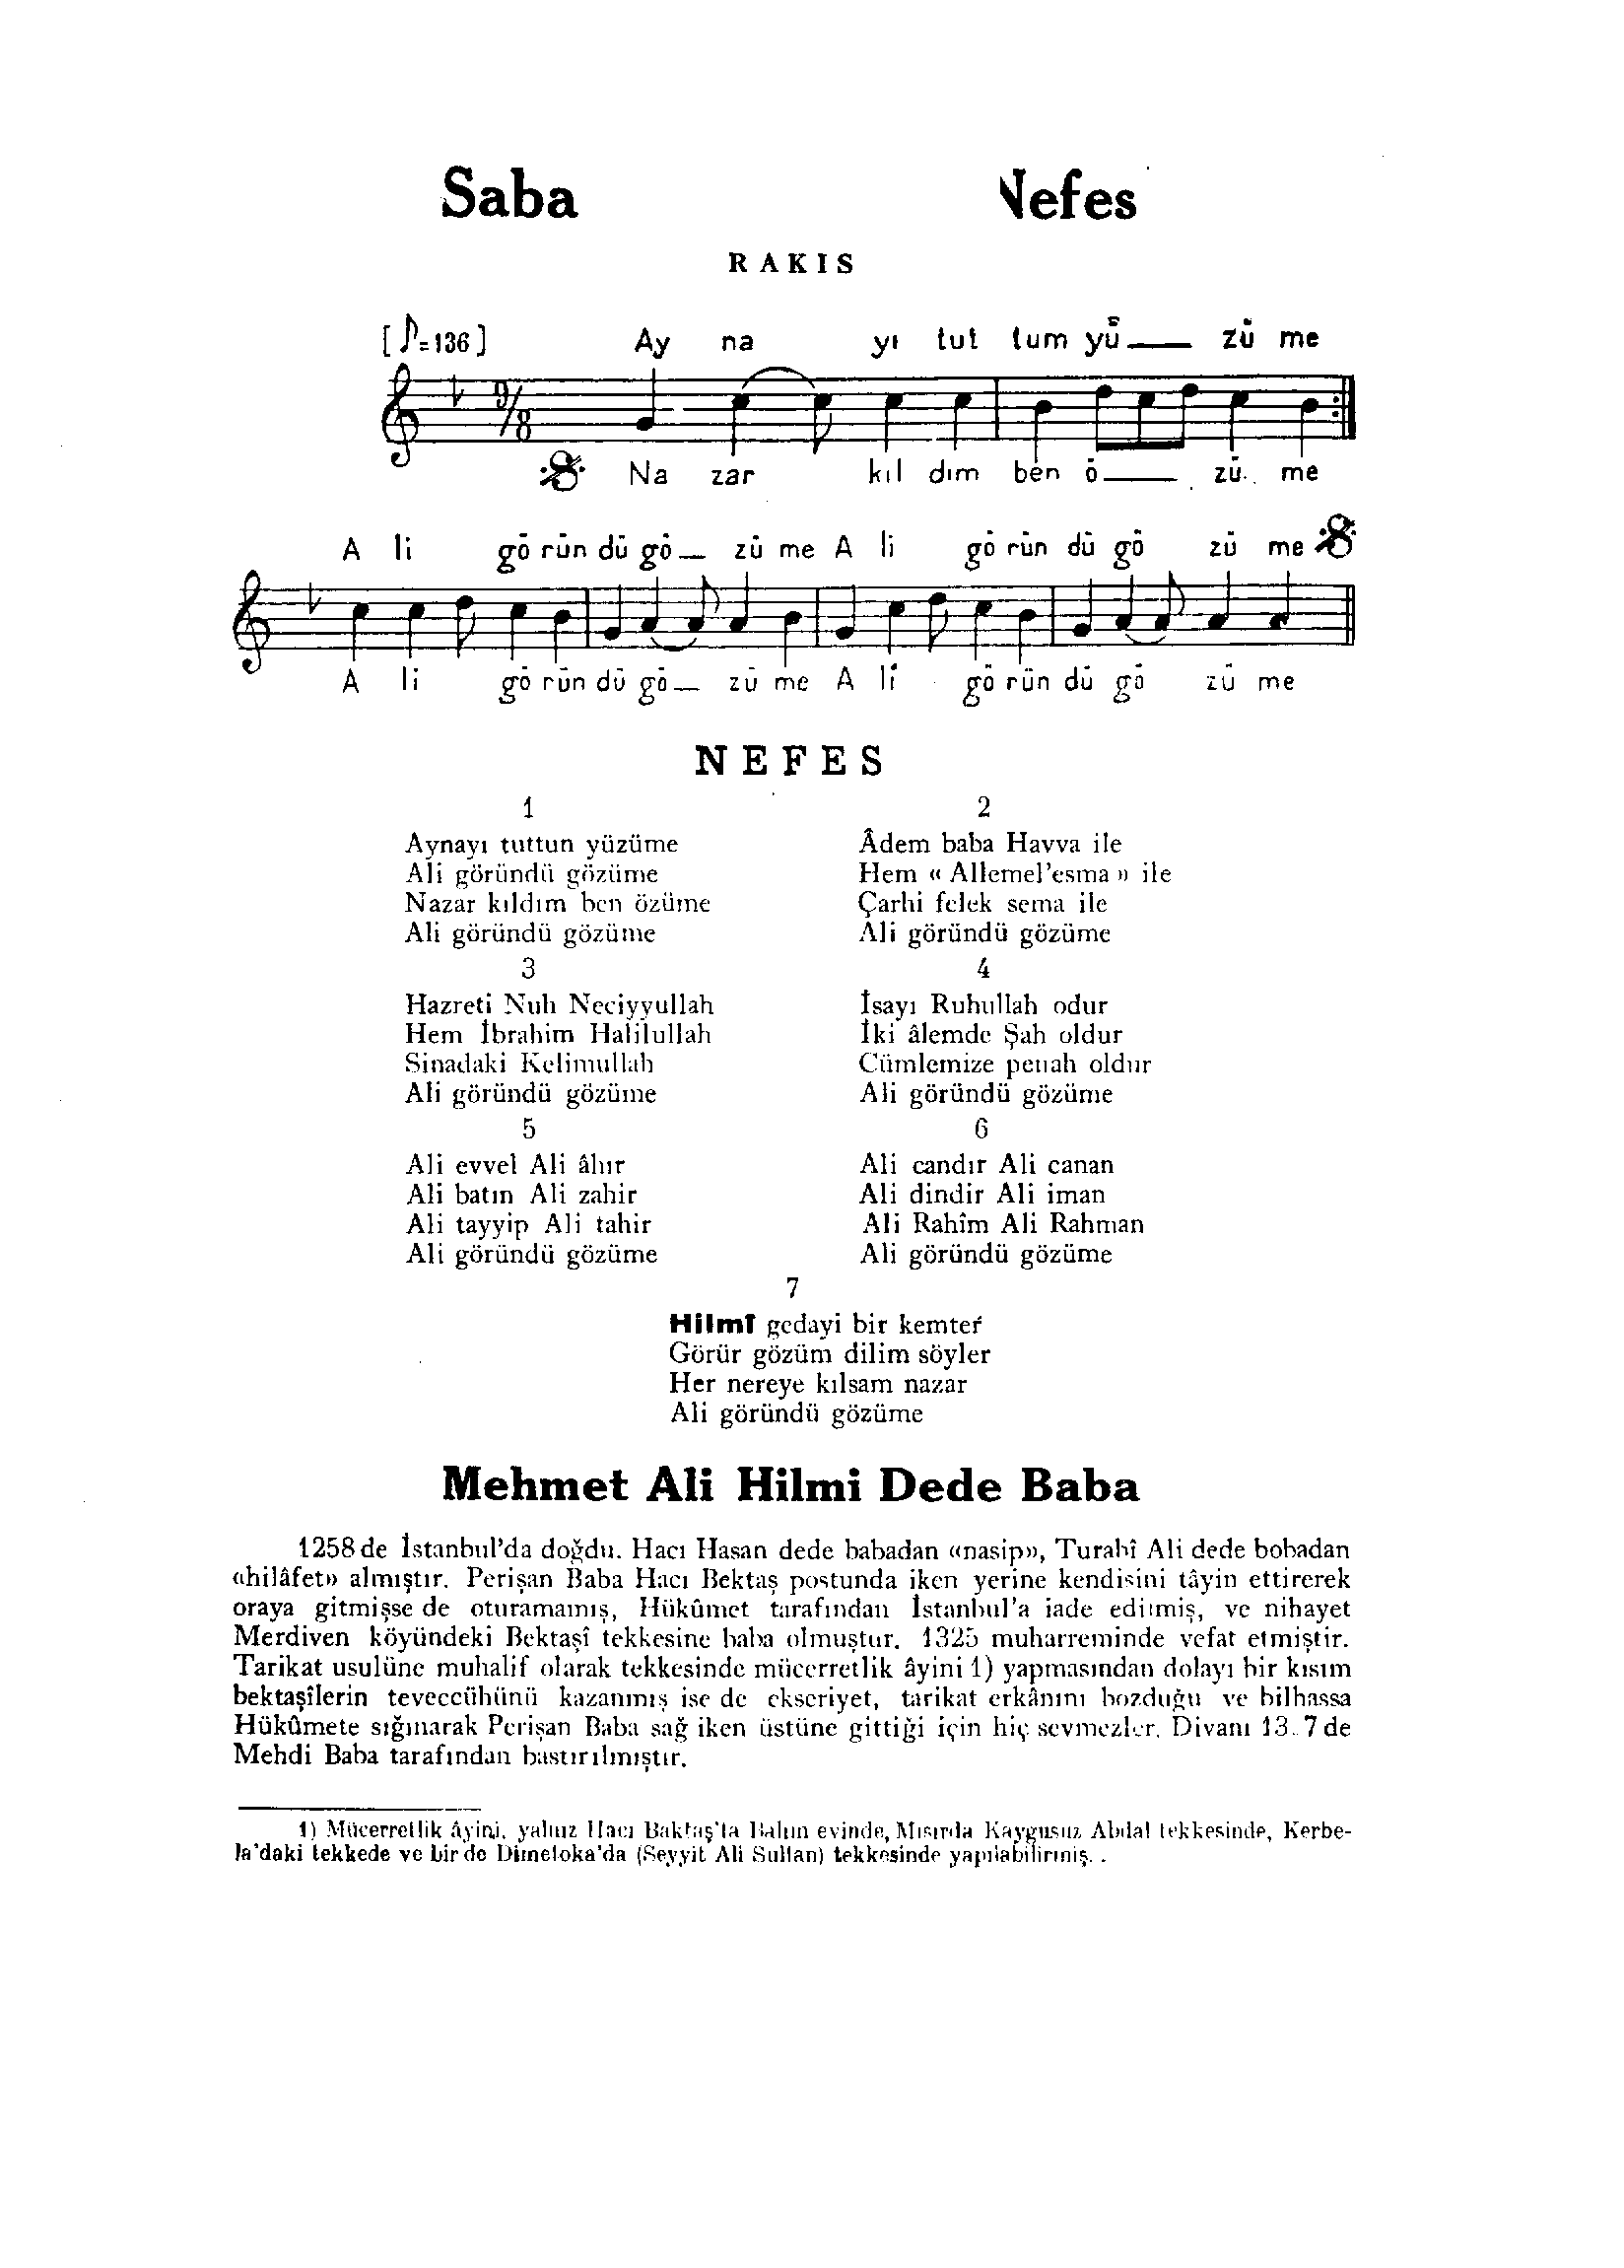 Saba Nefes
RAKIS
[♪=136] Ay na yı tut tum yü zü me
9/8
Na zar kıl dım ben ö zü me
A li gö rün dü gö zü me A li gö rün dü gö zü me
A li gö rün dü gö zü me A li gö rün dü gö zü me
NEFES
1
Aynayı tuttun yüzüme
Ali göründü gözüme
Nazar kıldım ben özüme
Ali göründü gözüme
2
Âdem baba Havva ile
Hem « Allemel'esma » ile
Çarhi felek sema ile
Ali göründü gözüme
3
Hazreti Nuh Neciyyullah
Hem İbrahim Halilullah
Sinadaki Kelimullah
Ali göründü gözüme
4
İsayı Ruhullah odur
İki âlemde Şah oldur
Cümlemize penah oldur
Ali göründü gözüme
5
Ali evvel Ali âhır
Ali batın Ali zahir
Ali tayyip Ali tahir
Ali göründü gözüme
6
Ali candır Ali canan
Ali dindir Ali iman
Ali Rahîm Ali Rahman
Ali göründü gözüme
7
Hilmî gedayi bir kemter
Görür gözüm dilim söyler
Her nereye kılsam nazar
Ali göründü gözüme
Mehmet Ali Hilmi Dede Baba
1258 de İstanbul'da doğdu. Hacı Hasan dede babadan «nasip», Turabî Ali dede bobadan
«hilâfet» almıştır. Perişan Baba Hacı Bektaş postunda iken yerine kendisini tâyin ettirerek
oraya gitmişse de oturamamış, Hükûmet tarafından İstanbul'a iade edilmiş, ve nihayet
Merdiven köyündeki Bektaşî tekkesine baba olmuştur. 1325 muharreminde vefat etmiştir.
Tarikat usulüne muhalif olarak tekkesinde mücerretlik âyini 1) yapmasından dolayı bir kısım
bektaşîlerin teveccühünü kazanmış ise de ekseriyet, tarikat erkânını bozduğu ve bilhassa
Hükûmete sığınarak Perişan Baba sağ iken üstüne gittiği için hiç sevmezler. Divanı de
Mehdi Baba tarafından bastırılmıştır.
1) Mücerretlik âyini, yalnız Hacı Baktaş'ta Balım evinde, Mısırda Kaygusuz Abdal tekkesinde, Kerbe-
la'daki tekkede ve bir de Dimetoka'da (Seyyit Ali Sultan) tekkesinde yapılabilirmiş.